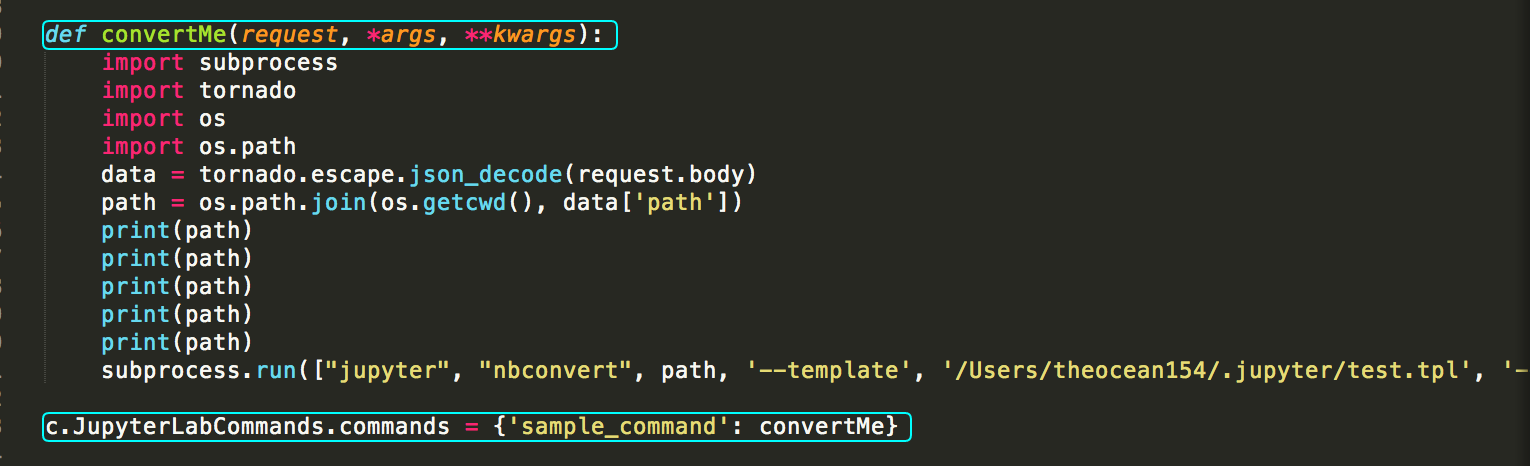 def convertMe(request, *args, **kwargs):
    import subprocess
    import tornado
    import os
    import os.path
    data = tornado.escape.json_decode(request.body)
    path = os.path.join(os.getcwd(), data['path'])
    print(path)
    print(path)
    print(path)
    print(path)
    print(path)
    subprocess.run(["jupyter", "nbconvert", path, '--template', '/Users/theocean154/.jupyter/test.tpl', '-
c.JupyterLabCommands.commands = {'sample_command': convertMe}